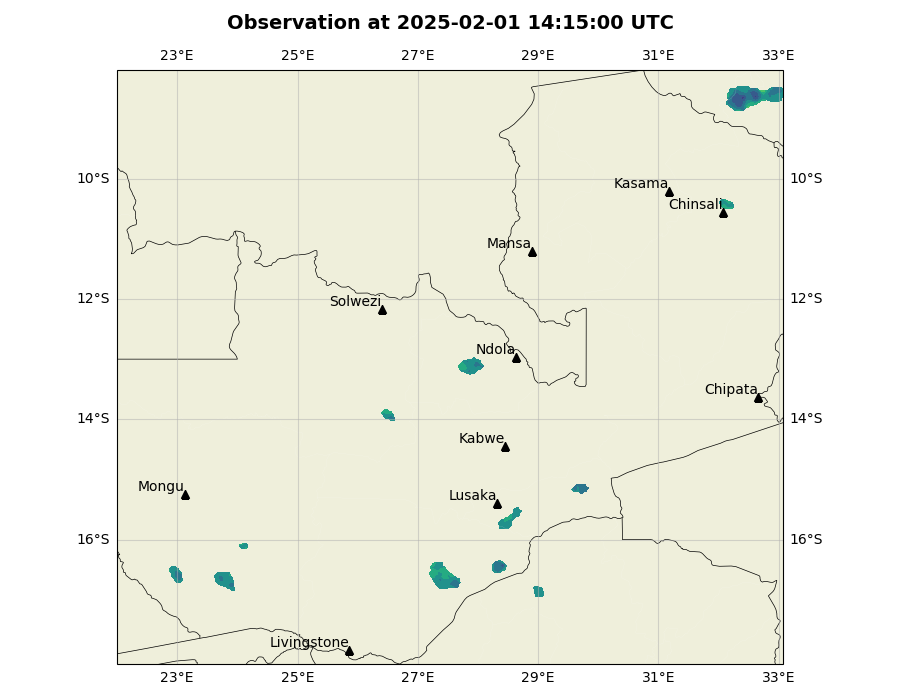 Observation at 2025-02-01 14:15:00 UTC
23°E 25°E 27°E 29°E 31°E 33°E
10°S 10°S
Kasama
Chinsali
Mansa
12°S 12°S
Solwezi
Ndola
Chipata
14°S 14°S
Kabwe
Mongu
Lusaka
16°S 16°S
Livingstone
23°E 25°E 27°E 29°E 31°E 33°E